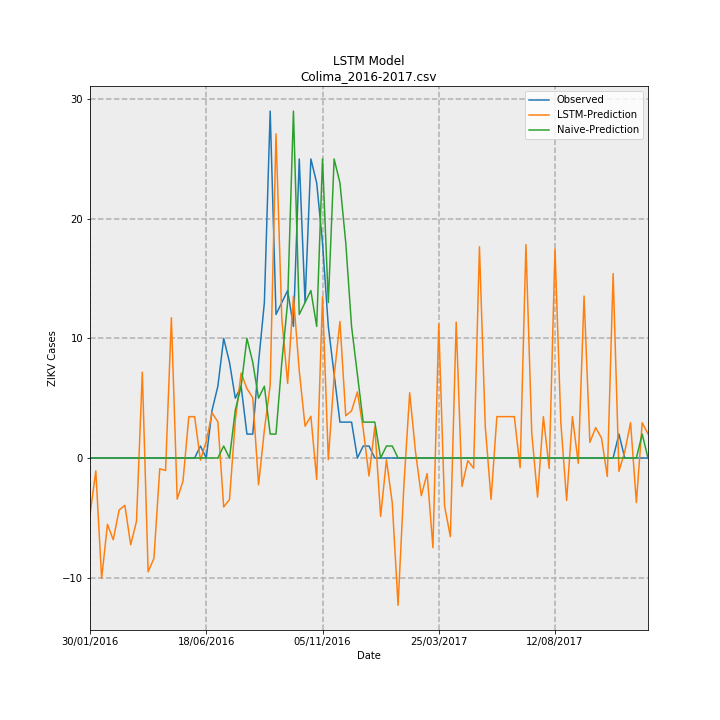 LSTM Model
Colima_2016-2017.csv
Observed
LSTM-Prediction
Naive-Prediction
30
20
10
0
−10
ZIKV Cases
30/01/2016
18/06/2016
05/11/2016
25/03/2017
12/08/2017
Date